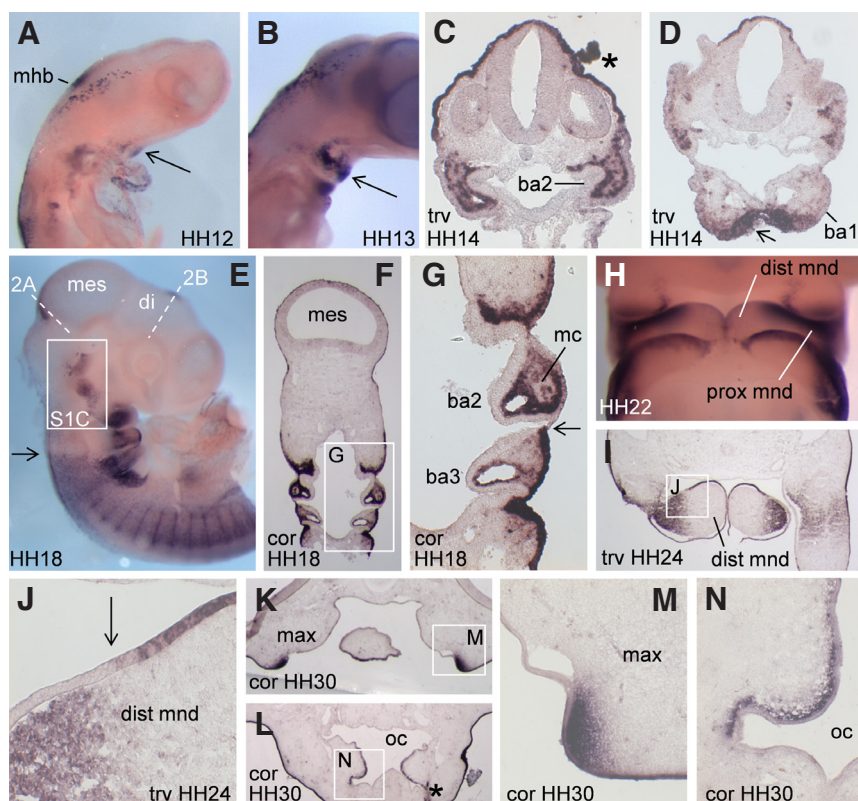 A
mhb
HH12
B
HH13
C
*
ba2
trv
HH14
D
trv
HH14
ba1
E
2A
mes
2B
di
S1C
HH18
F
mes
G
cor
HH18
G
mc
ba2
ba3
cor
HH18
H
dist mnd
prox mnd
HH22
I
J
dist mnd
trv HH24
J
dist mnd
trv HH24
K
max
M
cor HH30
L
oc
N
cor
HH30
*
M
max
cor HH30
N
oc
cor HH30